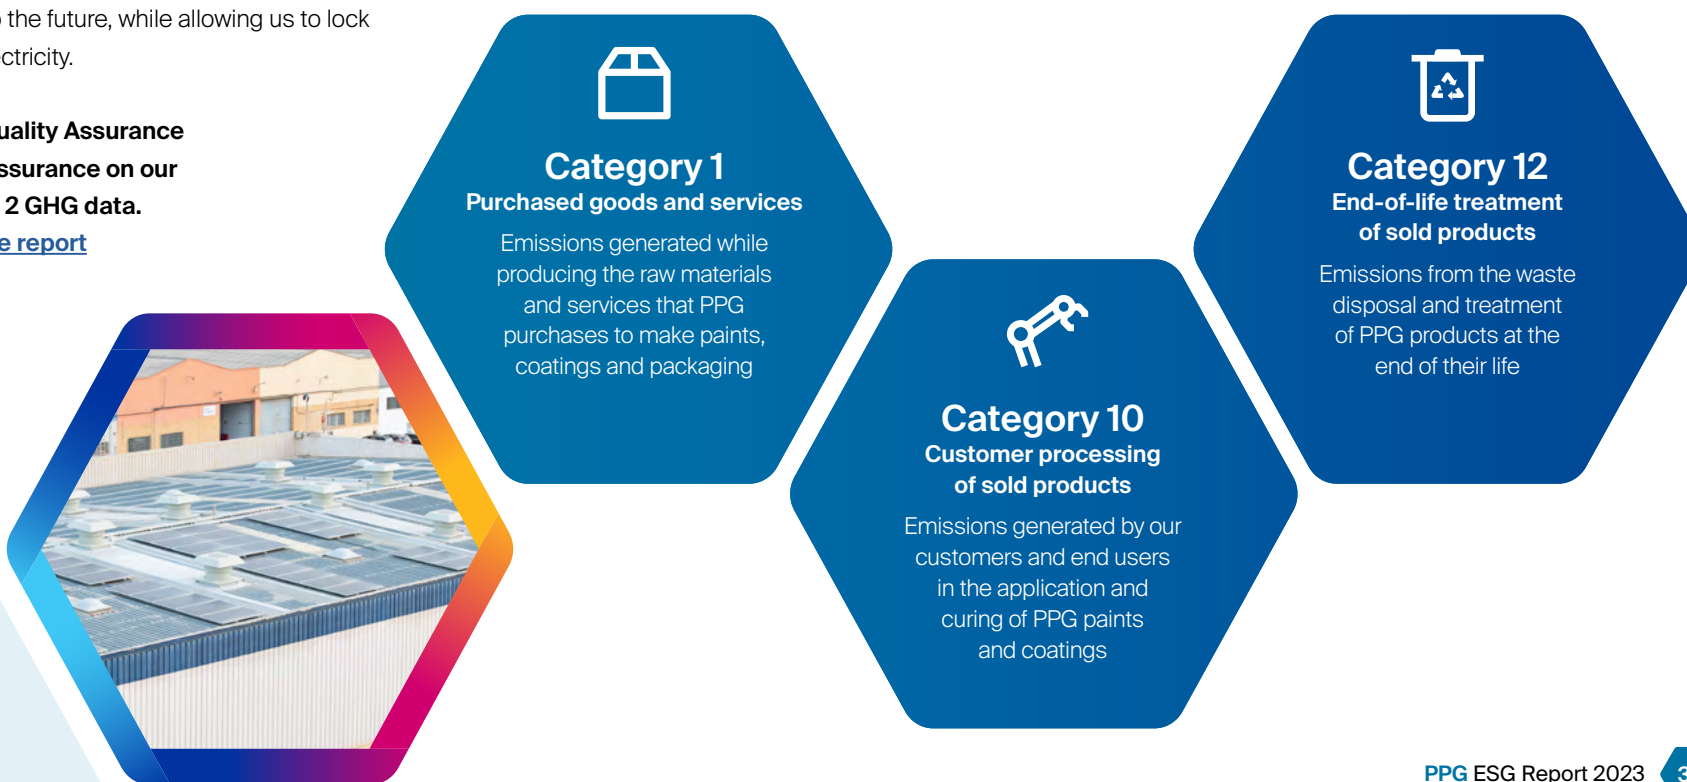 the future, while allowing us to lock
ctricity.
uality Assurance
ssurance on our
2 GHG data.
e report
Category 1
Purchased goods and services
Emissions generated while
producing the raw materials
and services that PPG
purchases to make paints,
coatings and packaging
Category 10
Customer processing
of sold products
Emissions generated by our
customers and end users
in the application and
curing of PPG paints
and coatings
Category 12
End-of-life treatment
of sold products
Emissions from the waste
disposal and treatment
of PPG products at the
end of their life
PPG ESG Report 2023
3